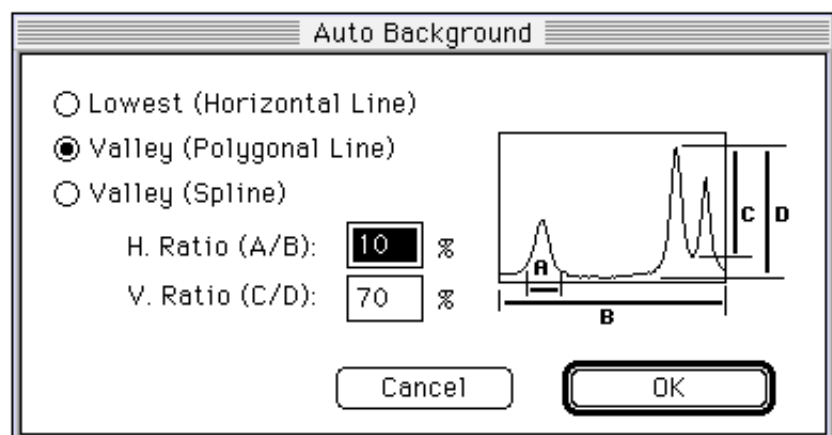 Auto Background
Lowest (Horizontal Line)
Valley (Polygonal Line)
Valley (Spline)
H. Ratio (A/B): 10 %
V. Ratio (C/D): 70 %
A
B
C D
Cancel OK